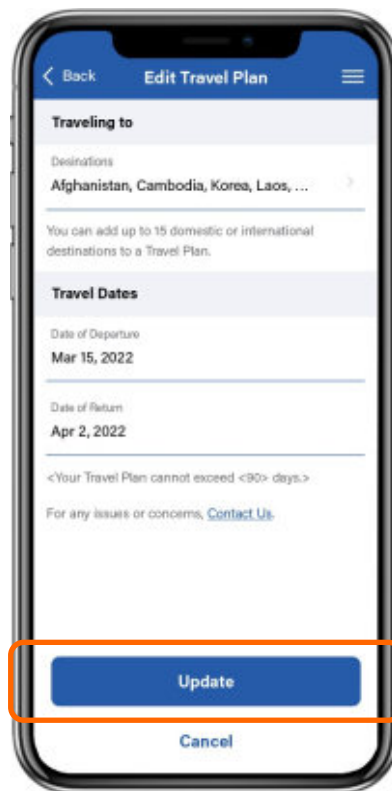 Back
Edit Travel Plan
Traveling to
Desinations
Afghanistan, Cambodia, Korea, Laos, ...
You can add up to 15 domestic or international
destinations to a Travel Plan.
Travel Dates
Date of Departure
Mar 15, 2022
Date of Return
Apr 2, 2022
<Your Travel Plan cannot exceed <90> days.>
For any issues or concerns, Contact Us.
Update
Cancel